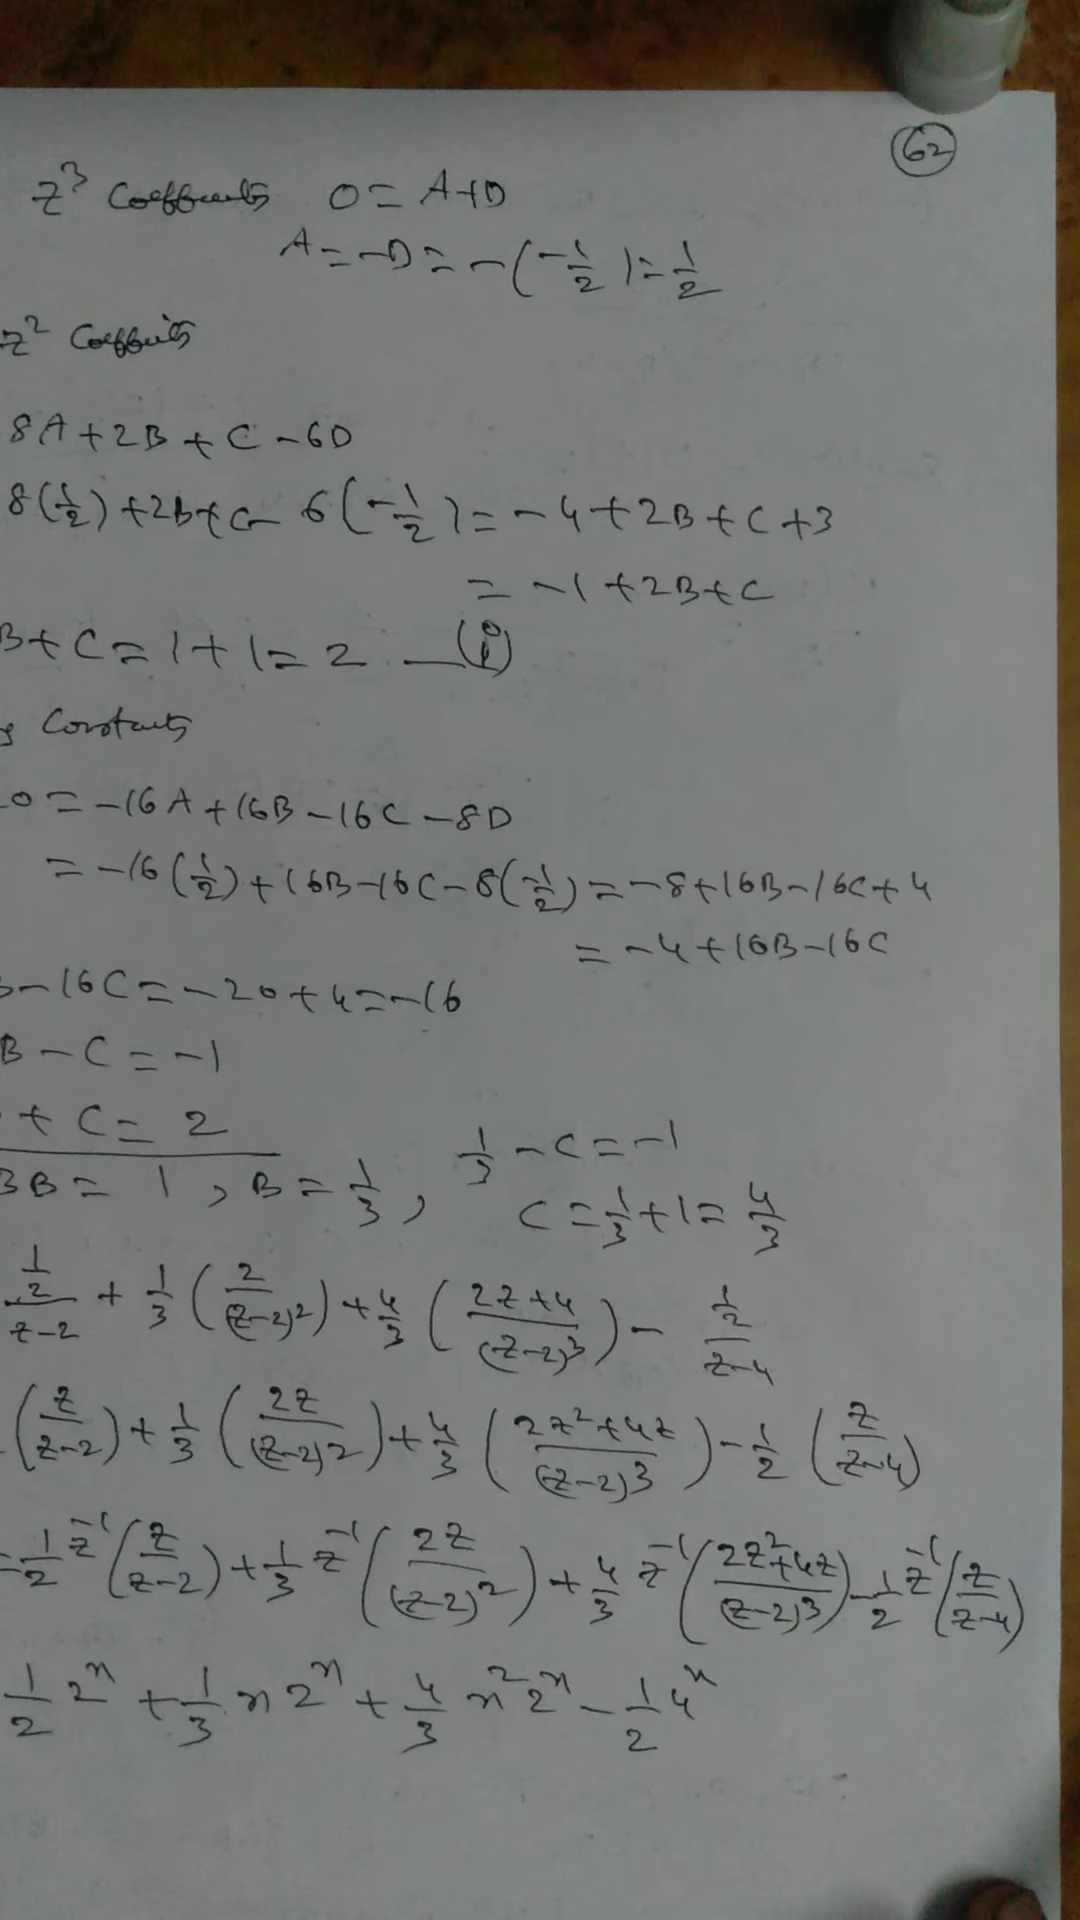 62
z³ Coefficients 0 = A+D
A = -D = -(-1/2) = 1/2
z² Coefficients
8A+2B+C-6D
8(1/2)+2B+C-6(-1/2) = -4+2B+C+3
= -1+2B+C
B+C = 1+1 = 2 —(i)
g Constants
0 = -16A+16B-16C-8D
= -16(1/2)+16B-16C-8(-1/2) = -8+16B-16C+4
= -4+16B-16C
B-16C = -20+4 = -16
B-C = -1
+C = 2
3B = 1, B = 1/3, 1/3-C = -1
C = 1/3+1 = 4/3
(1/2)/(z-2) + 1/3 (2/(z-2)²) + 4/3 ((2z+4)/(z-2)³) - (1/2)/(z-4)
(z/(z-2)) + 1/3 (2z/(z-2)²) + 4/3 ((2z²+4z)/(z-2)³) - 1/2 (z/(z-4))
= 1/2 z⁻¹(z/(z-2)) + 1/3 z⁻¹(2z/(z-2)²) + 4/3 z⁻¹((2z²+4z)/(z-2)³) - 1/2 z⁻¹(z/(z-4))
1/2 2ⁿ + 1/3 n2ⁿ + 4/3 n²2ⁿ - 1/2 4ⁿ